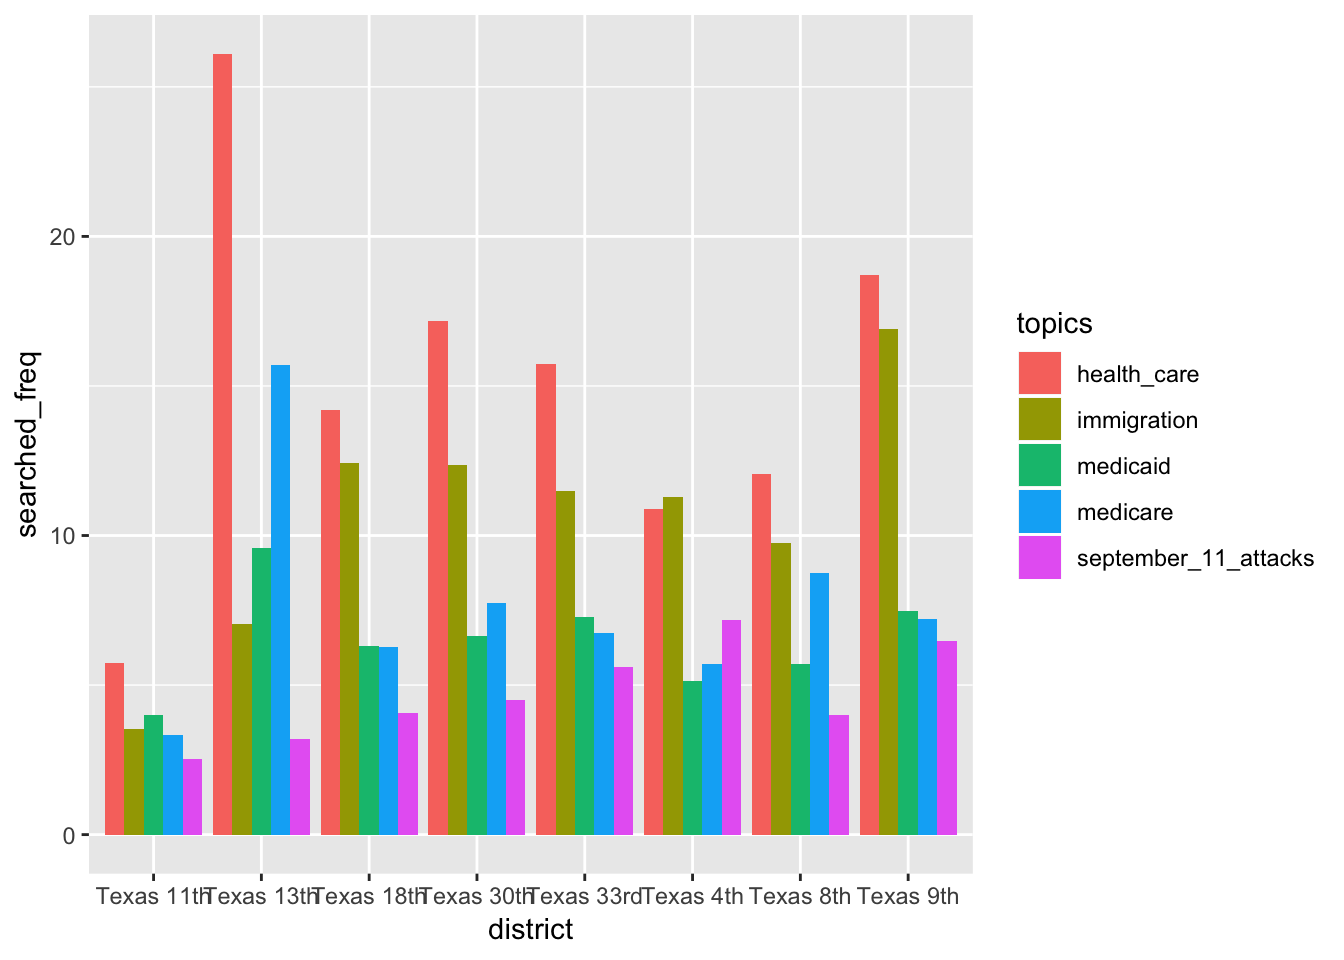 searched_freq
20
10
0
Texas 11th Texas 13th Texas 18th Texas 30th Texas 33rd Texas 4th Texas 8th Texas 9th
district
topics
health_care
immigration
medicaid
medicare
september_11_attacks